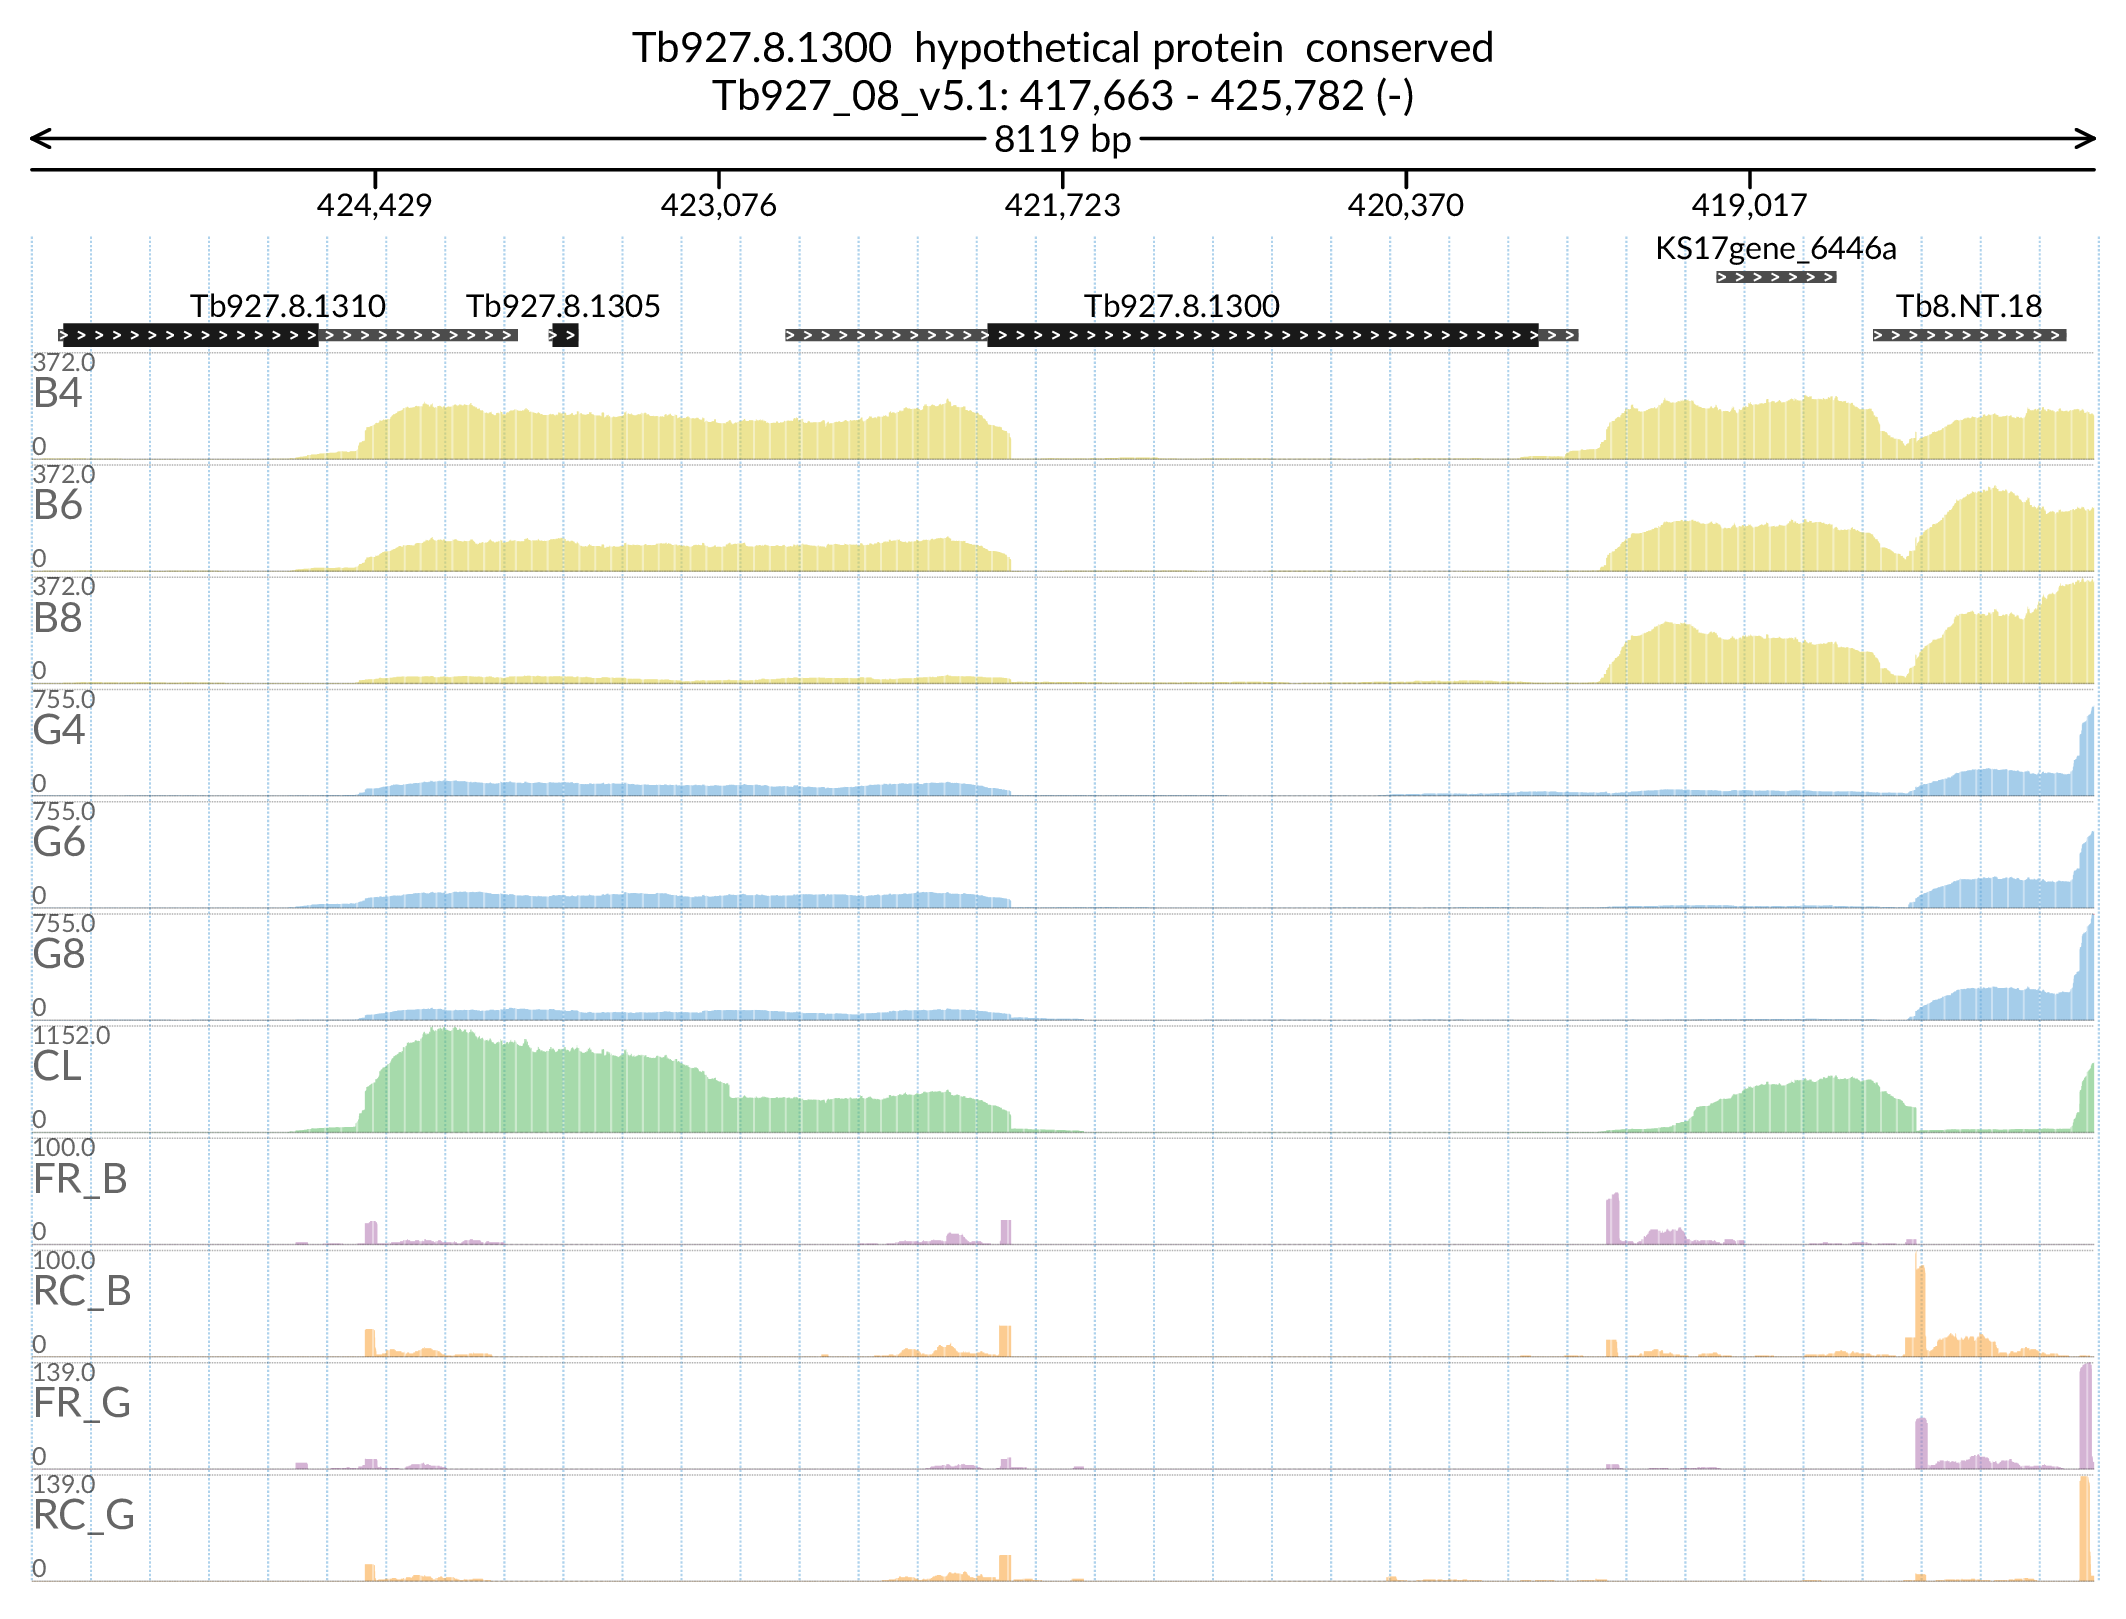 Tb927.8.1300  hypothetical protein  conserved
Tb927_08_v5.1: 417,663 - 425,782 (-)
8119 bp
424,429 423,076 421,723 420,370 419,017
KS17gene_6446a
Tb927.8.1310 Tb927.8.1305 Tb927.8.1300 Tb8.NT.18
372.0
B4
0
372.0
B6
0
372.0
B8
0
755.0
G4
0
755.0
G6
0
755.0
G8
0
1152.0
CL
0
100.0
FR_B
0
100.0
RC_B
0
139.0
FR_G
0
139.0
RC_G
0